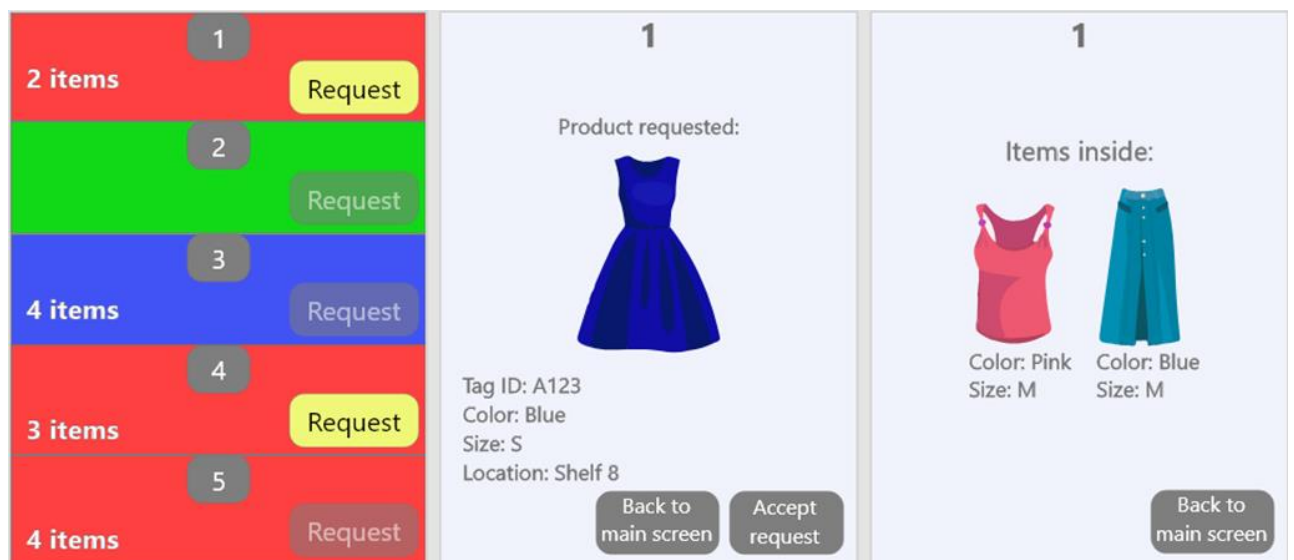 1
2 items
Request
2
Request
3
4 items
Request
4
3 items
Request
5
4 items
Request
1
Product requested:
Tag ID: A123
Color: Blue
Size: S
Location: Shelf 8
Back to
main screen
Accept
request
1
Items inside:
Color: Pink
Size: M
Color: Blue
Size: M
Back to
main screen